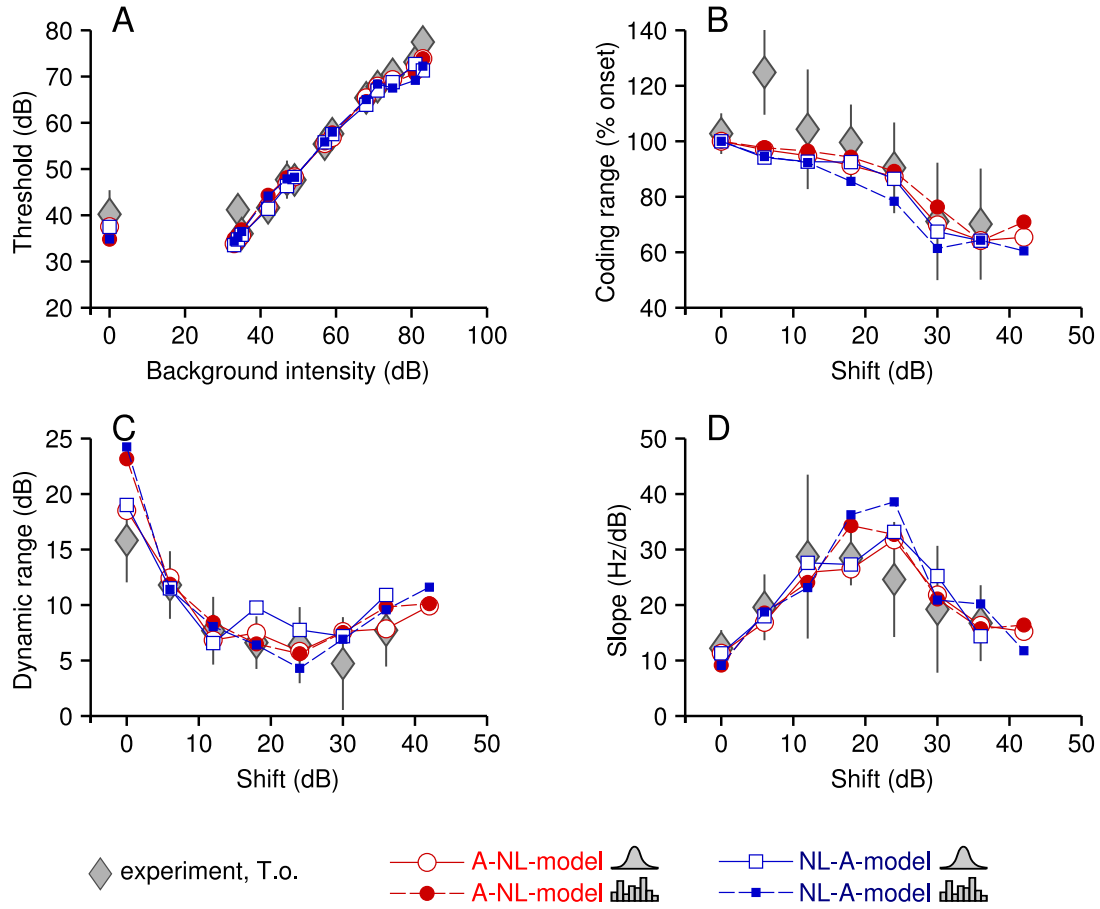 A
Threshold (dB)
80
70
60
50
40
30
20
0 20 40 60 80 100
Background intensity (dB)
B
Coding range (% onset)
140
120
100
80
60
40
0 10 20 30 40 50
Shift (dB)
C
Dynamic range (dB)
25
20
15
10
5
0
0 10 20 30 40 50
Shift (dB)
D
Slope (Hz/dB)
50
40
30
20
10
0
0 10 20 30 40 50
Shift (dB)
experiment, T.o.
A-NL-model
A-NL-model
NL-A-model
NL-A-model